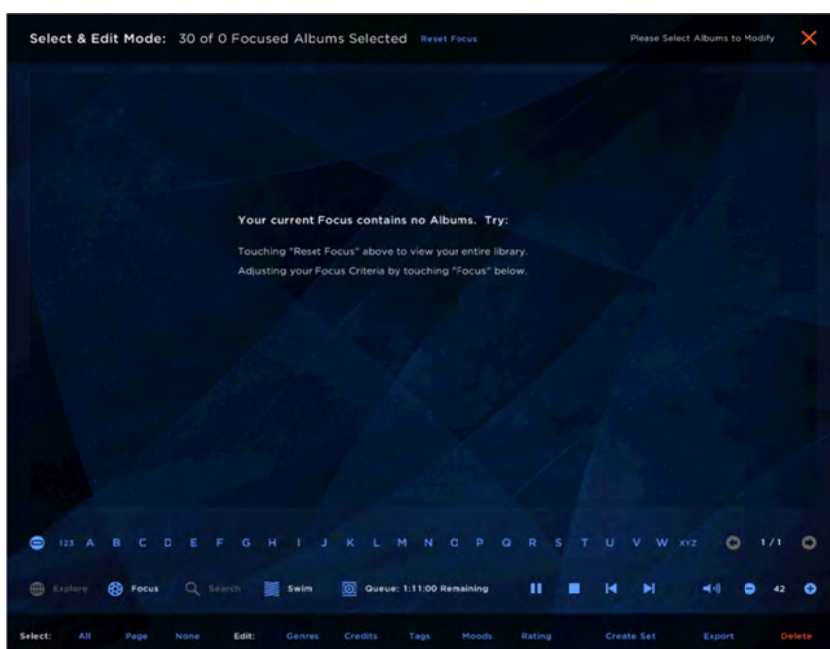 Select & Edit Mode: 30 of 0 Focused Albums Selected Reset Focus Please Select Albums to Modify
Your current Focus contains no Albums. Try:
Touching "Reset Focus" above to view your entire library.
Adjusting your Focus Criteria by touching "Focus" below.
123 A B C D E F G H I J K L M N O P Q R S T U V W XYZ 1/1
Explore Focus Search Swim Queue: 1:11:00 Remaining 42
Select: All Page None Edit: Genres Credits Tags Moods Rating Create Set Export Delete